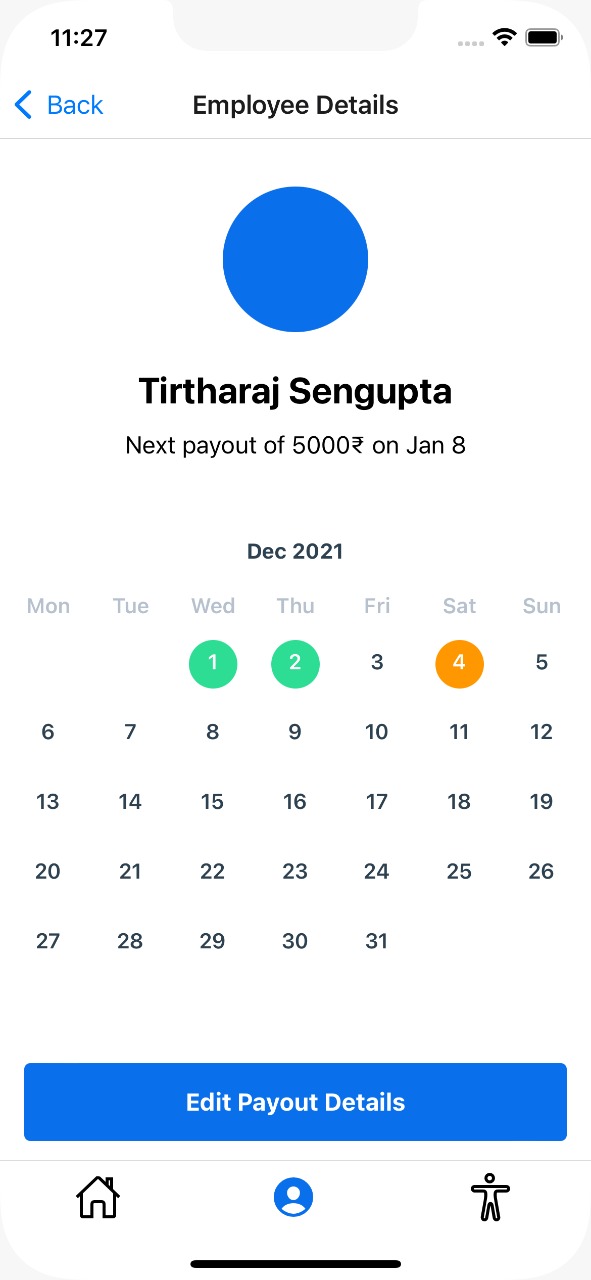 11:27
Back Employee Details
Tirtharaj Sengupta
Next payout of 5000₹ on Jan 8
Dec 2021
Mon Tue Wed Thu Fri Sat Sun
1 2 3 4 5
6 7 8 9 10 11 12
13 14 15 16 17 18 19
20 21 22 23 24 25 26
27 28 29 30 31
Edit Payout Details